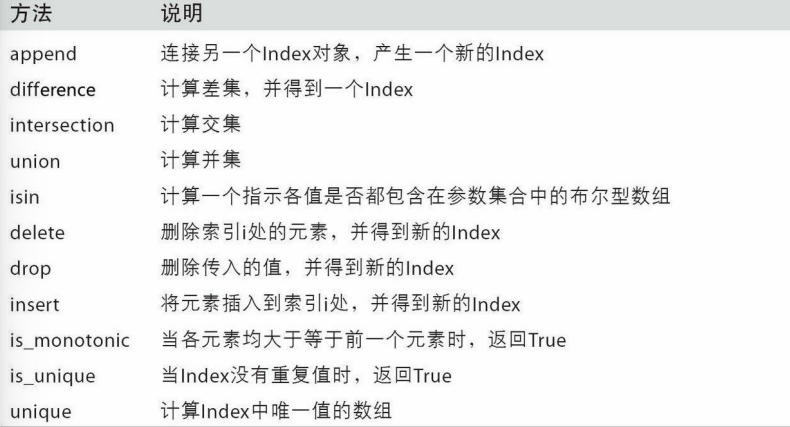 方法 说明
append 连接另一个Index对象，产生一个新的Index
difference 计算差集，并得到一个Index
intersection 计算交集
union 计算并集
isin 计算一个指示各值是否都包含在参数集合中的布尔型数组
delete 删除索引i处的元素，并得到新的Index
drop 删除传入的值，并得到新的Index
insert 将元素插入到索引i处，并得到新的Index
is_monotonic 当各元素均大于等于前一个元素时，返回True
is_unique 当Index没有重复值时，返回True
unique 计算Index中唯一值的数组